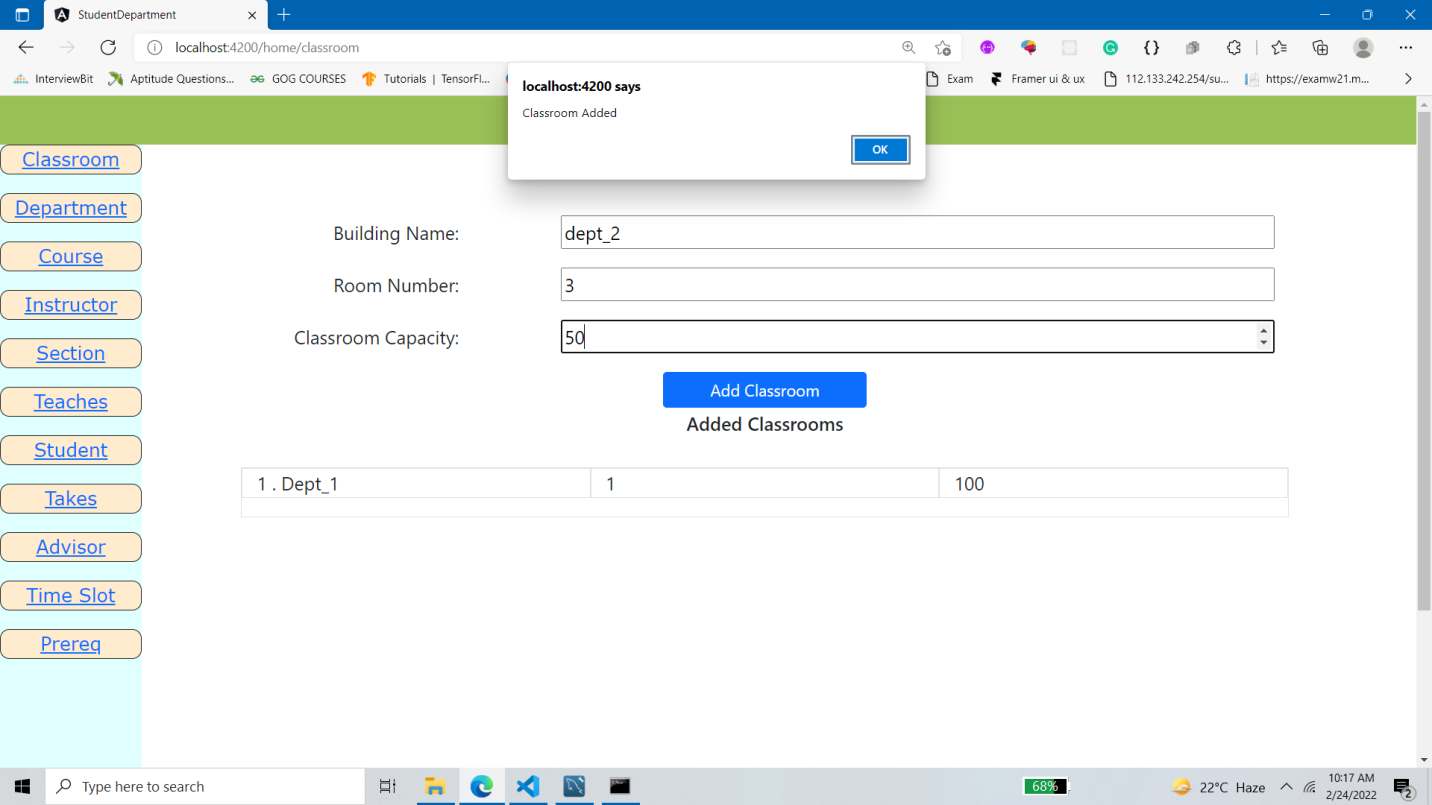 StudentDepartment
localhost:4200/home/classroom
InterviewBit
Aptitude Questions...
GOG COURSES
Tutorials | TensorFl...
Exam
Framer ui & ux
112.133.242.254/su...
https://examw21.m...
localhost:4200 says
Classroom Added
OK
Classroom
Department
Course
Instructor
Section
Teaches
Student
Takes
Advisor
Time Slot
Prereq
Building Name: dept_2
Room Number: 3
Classroom Capacity: 50
Add Classroom
Added Classrooms
1 . Dept_1 1 100
Type here to search
68%
22°C Haze
10:17 AM
2/24/2022
2